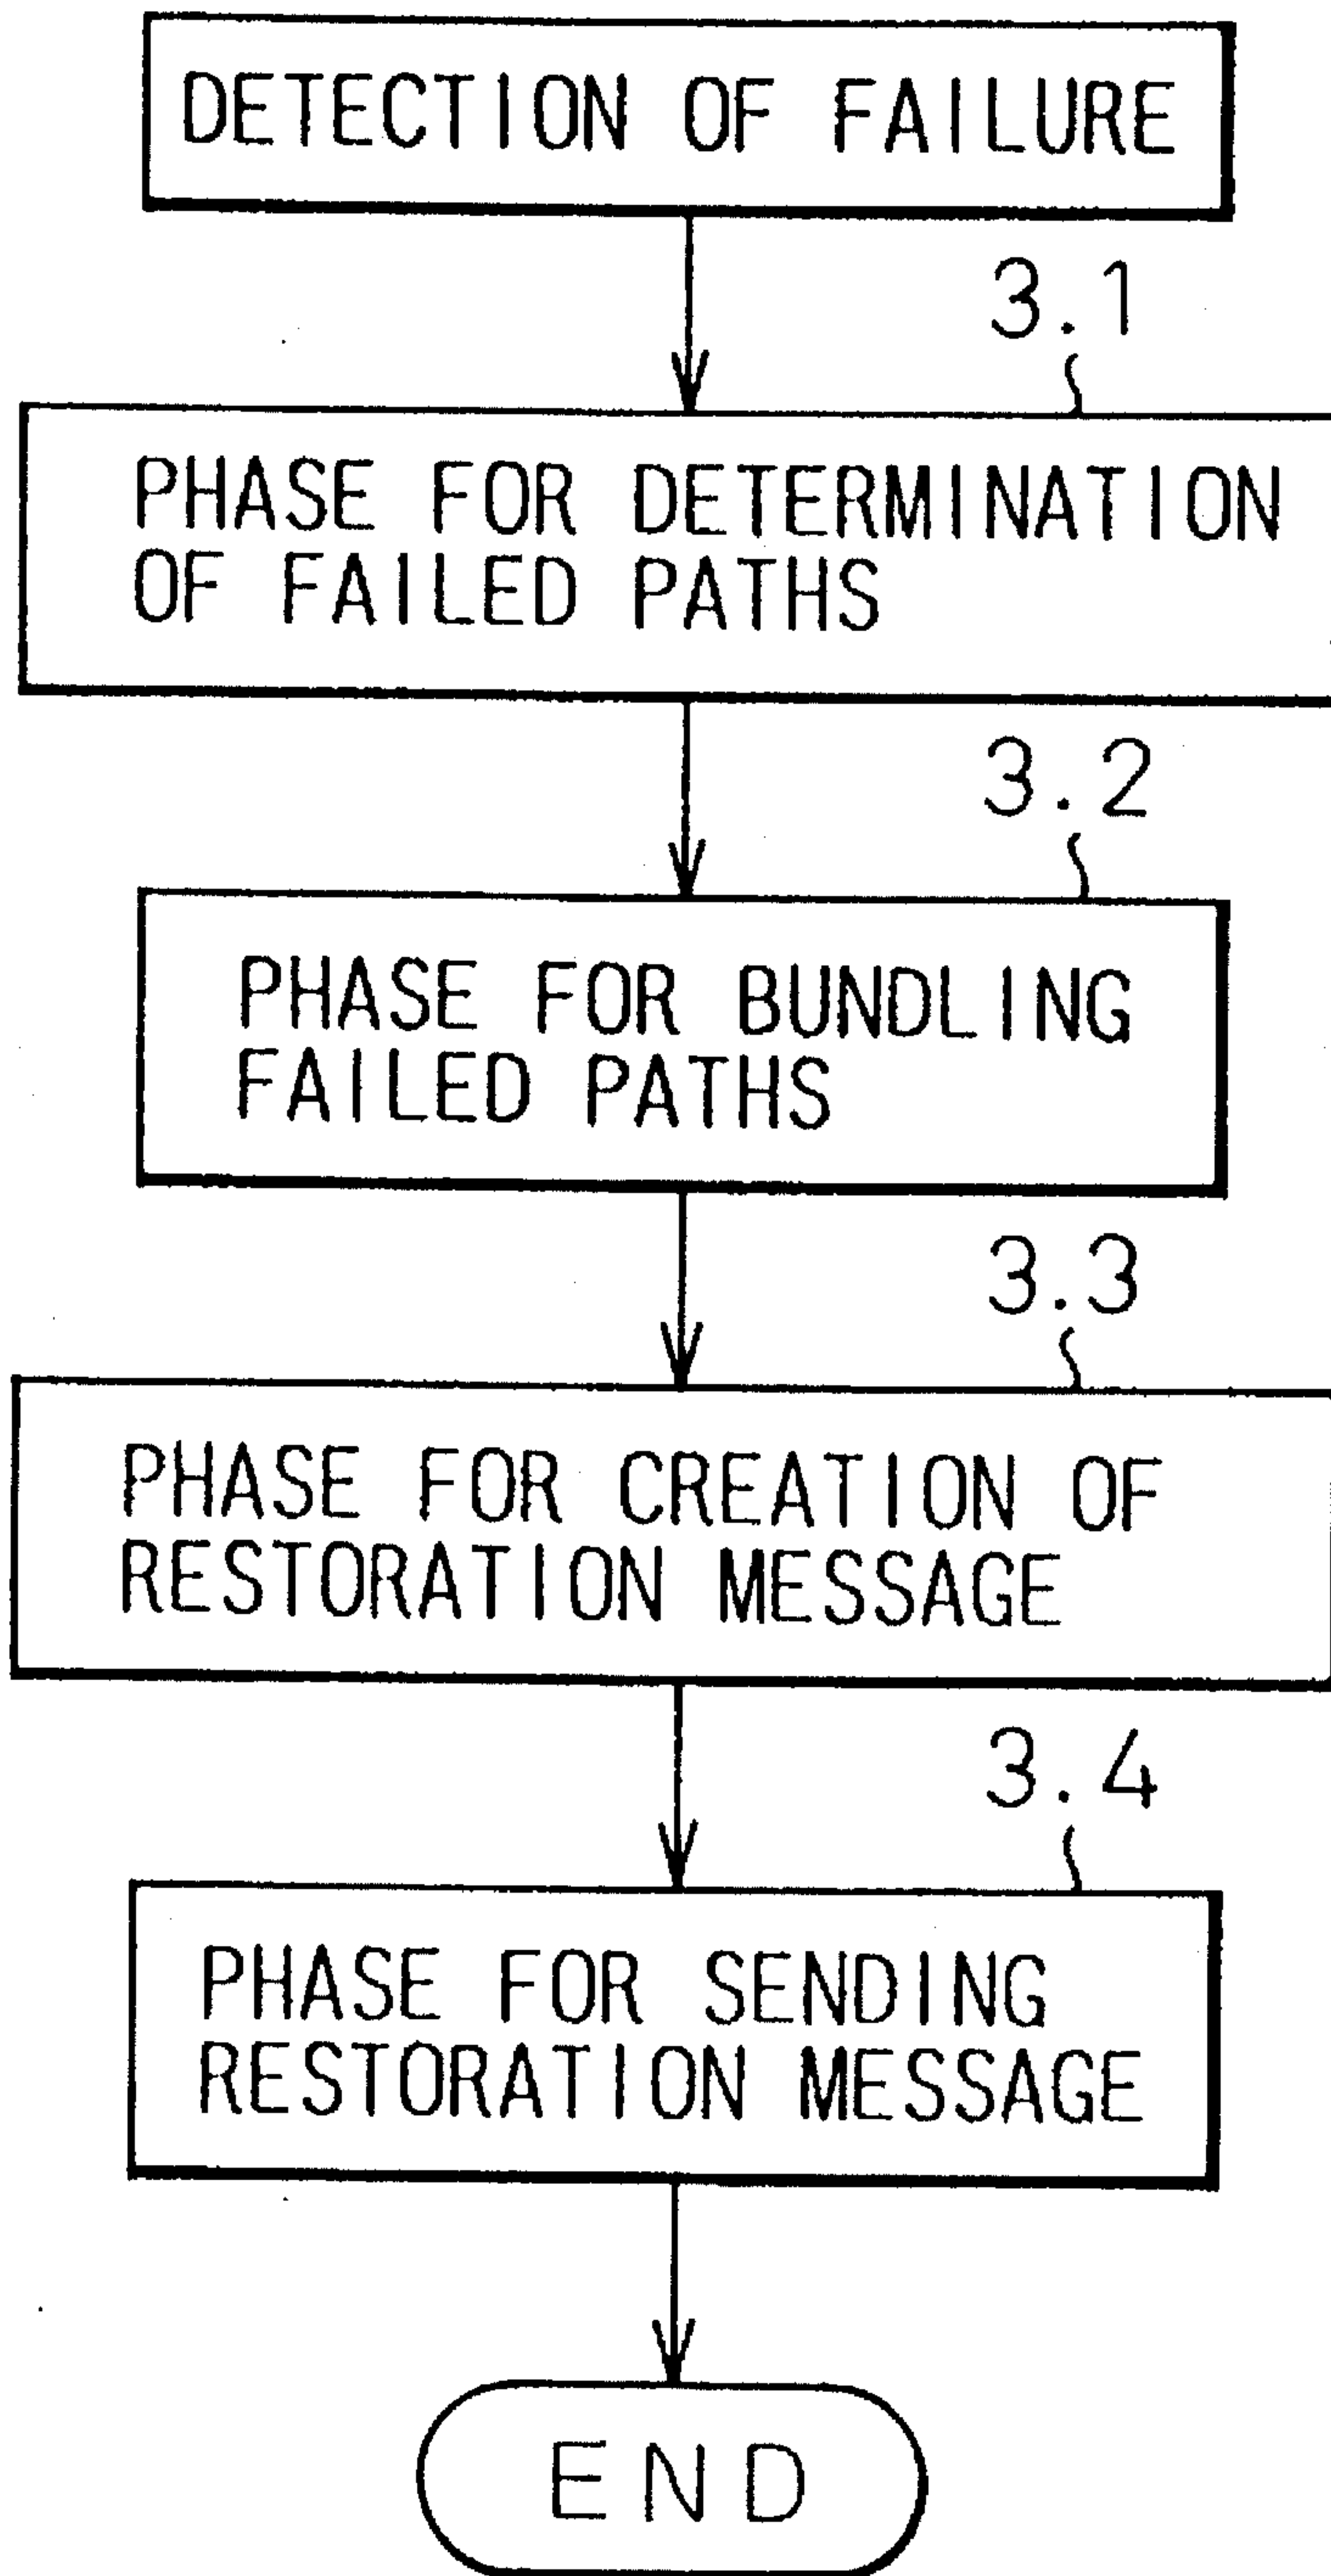 DETECTION OF FAILURE
3.1
PHASE FOR DETERMINATION
OF FAILED PATHS
3.2
PHASE FOR BUNDLING
FAILED PATHS
3.3
PHASE FOR CREATION OF
RESTORATION MESSAGE
3.4
PHASE FOR SENDING
RESTORATION MESSAGE
END